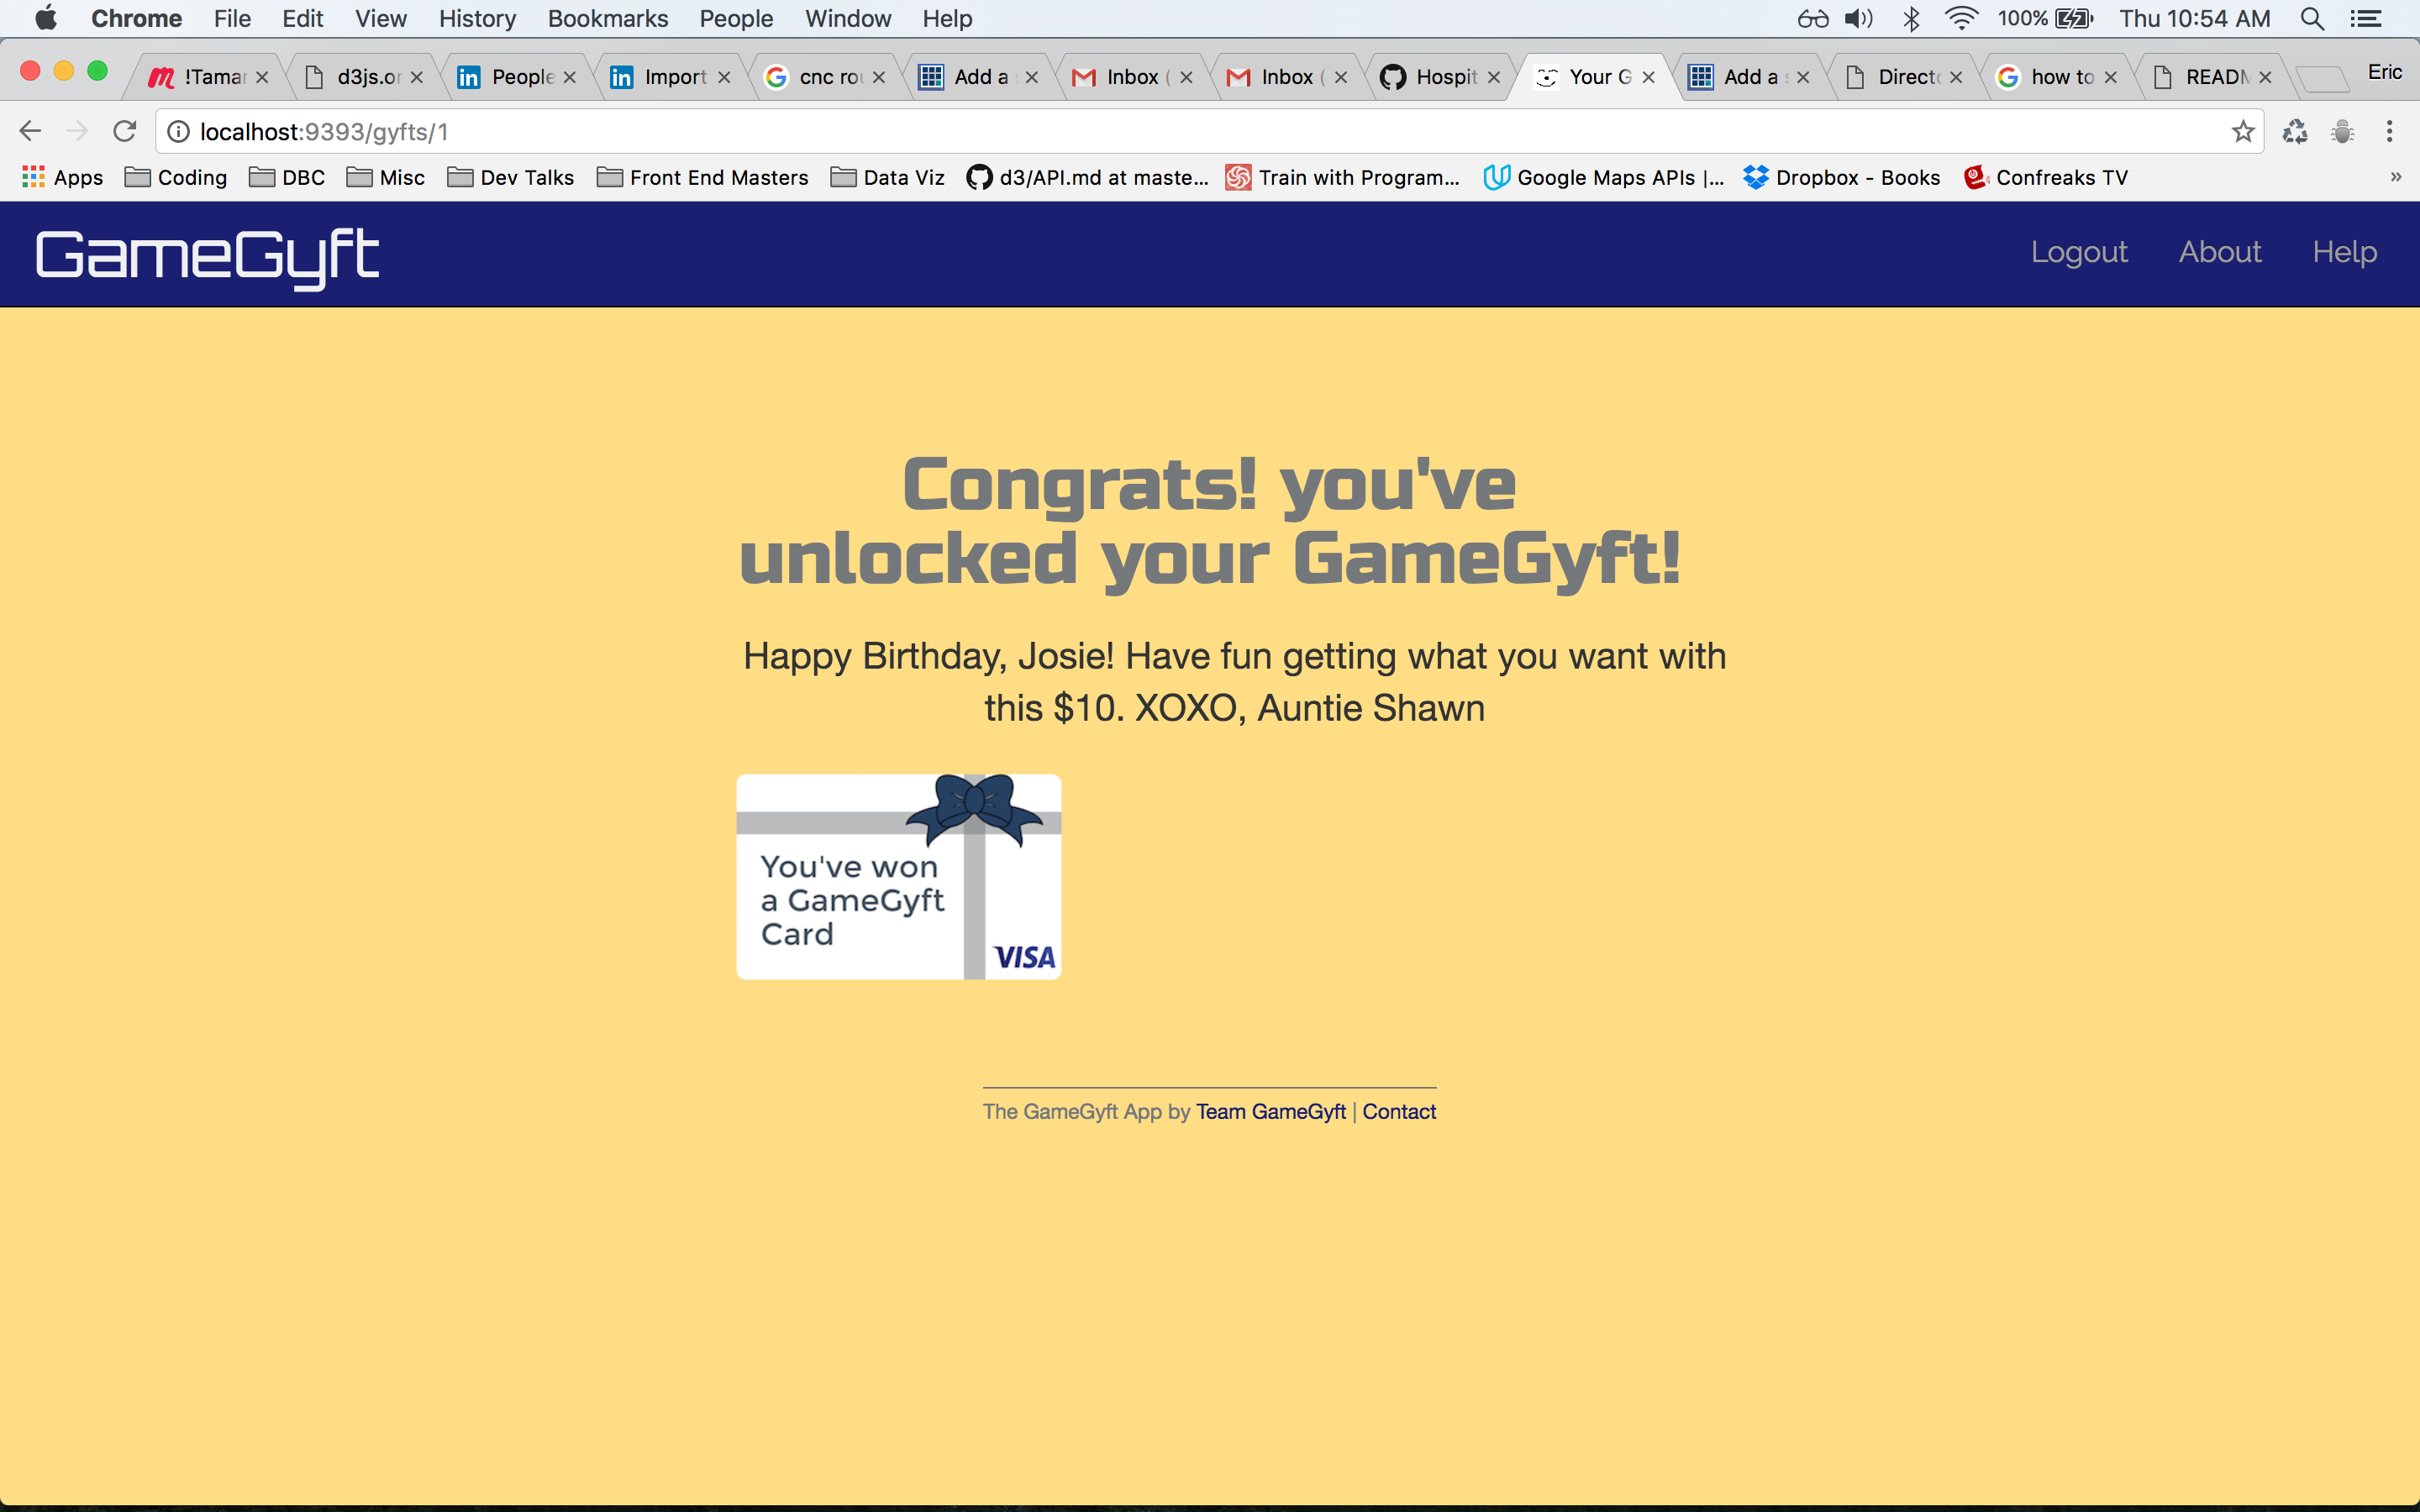 Chrome File Edit View History Bookmarks People Window Help 100% Thu 10:54 AM
!Tamar d3js.or People Import cnc rou Add a s Inbox ( Inbox ( Hospit Your G Add a s Directo how to READM Eric
localhost:9393/gyfts/1
Apps Coding DBC Misc Dev Talks Front End Masters Data Viz d3/API.md at maste... Train with Program... Google Maps APIs |... Dropbox - Books Confreaks TV »
GameGyft Logout About Help
Congrats! you've
unlocked your GameGyft!
Happy Birthday, Josie! Have fun getting what you want with
this $10. XOXO, Auntie Shawn
You've won
a GameGyft
Card
VISA
The GameGyft App by Team GameGyft | Contact